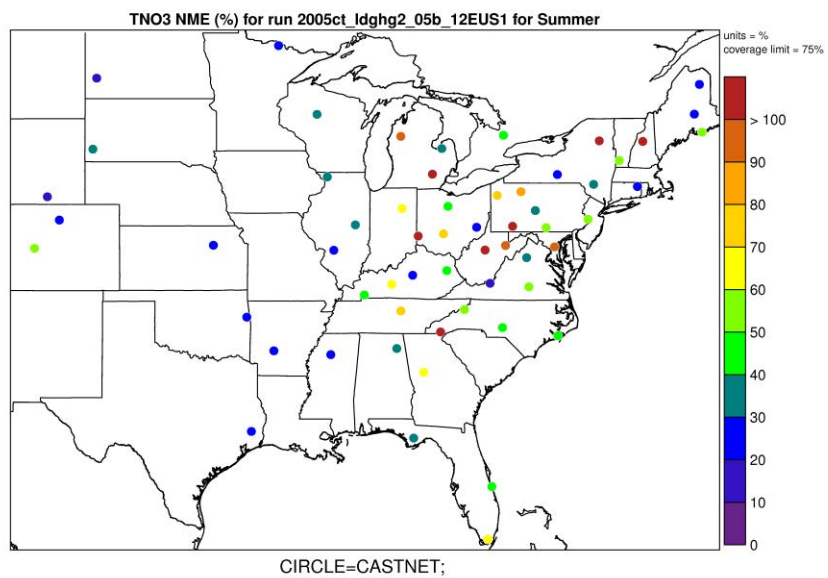 TNO3 NME (%) for run 2005ct_ldghg2_05b_12EUS1 for Summer
units = %
coverage limit = 75%
> 100
90
80
70
60
50
40
30
20
10
0
CIRCLE=CASTNET;